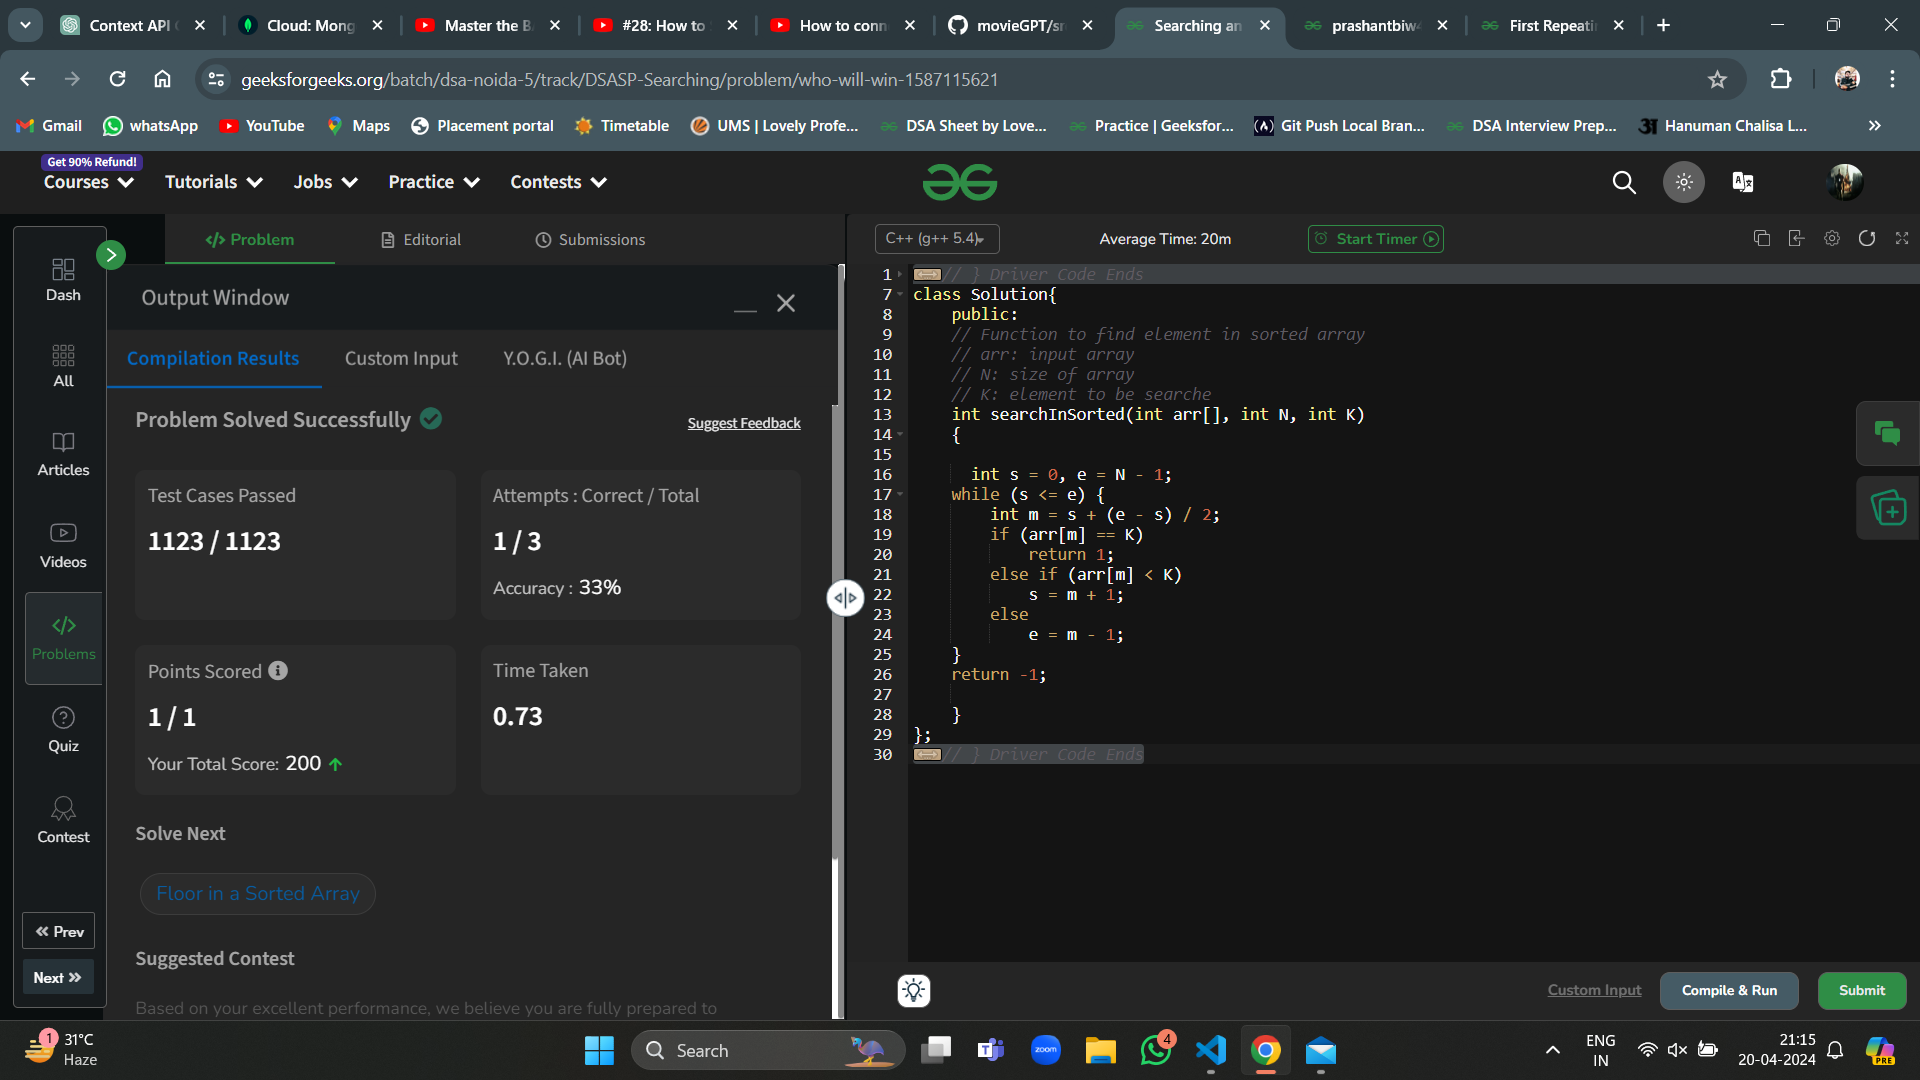 Context API
Cloud: Mong
Master the B
#28: How to
How to conn
movieGPT/sr
Searching an
prashantbiw
First Repeati
geeksforgeeks.org/batch/dsa-noida-5/track/DSASP-Searching/problem/who-will-win-1587115621
Gmail
whatsApp
YouTube
Maps
Placement portal
Timetable
UMS | Lovely Profe...
DSA Sheet by Love...
Practice | Geeksfor...
Git Push Local Bran...
DSA Interview Prep...
Hanuman Chalisa L...
Get 90% Refund!
Courses
Tutorials
Jobs
Practice
Contests
Problem
Editorial
Submissions
C++ (g++ 5.4)
Average Time: 20m
Start Timer
Dash
All
Articles
Videos
Problems
Quiz
Contest
Prev
Next
Output Window
Compilation Results
Custom Input
Y.O.G.I. (AI Bot)
Problem Solved Successfully
Suggest Feedback
Test Cases Passed
1123 / 1123
Attempts : Correct / Total
1 / 3
Accuracy : 33%
Points Scored
1 / 1
Your Total Score: 200
Time Taken
0.73
Solve Next
Floor in a Sorted Array
Suggested Contest
Based on your excellent performance, we believe you are fully prepared to
1 // } Driver Code Ends
7 class Solution{
8 public:
9 // Function to find element in sorted array
10 // arr: input array
11 // N: size of array
12 // K: element to be searche
13 int searchInSorted(int arr[], int N, int K)
14 {
15
16 int s = 0, e = N - 1;
17 while (s <= e) {
18 int m = s + (e - s) / 2;
19 if (arr[m] == K)
20 return 1;
21 else if (arr[m] < K)
22 s = m + 1;
23 else
24 e = m - 1;
25 }
26 return -1;
27
28 }
29 };
30 // } Driver Code Ends
Custom Input
Compile & Run
Submit
1
31°C
Haze
Search
zoom
4
ENG
IN
21:15
20-04-2024
PRE